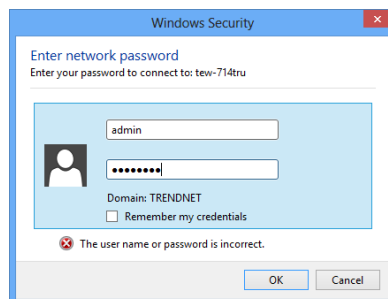 Windows Security
Enter network password
Enter your password to connect to: tew-714tru
admin
••••••••
Domain: TRENDNET
Remember my credentials
The user name or password is incorrect.
OK
Cancel